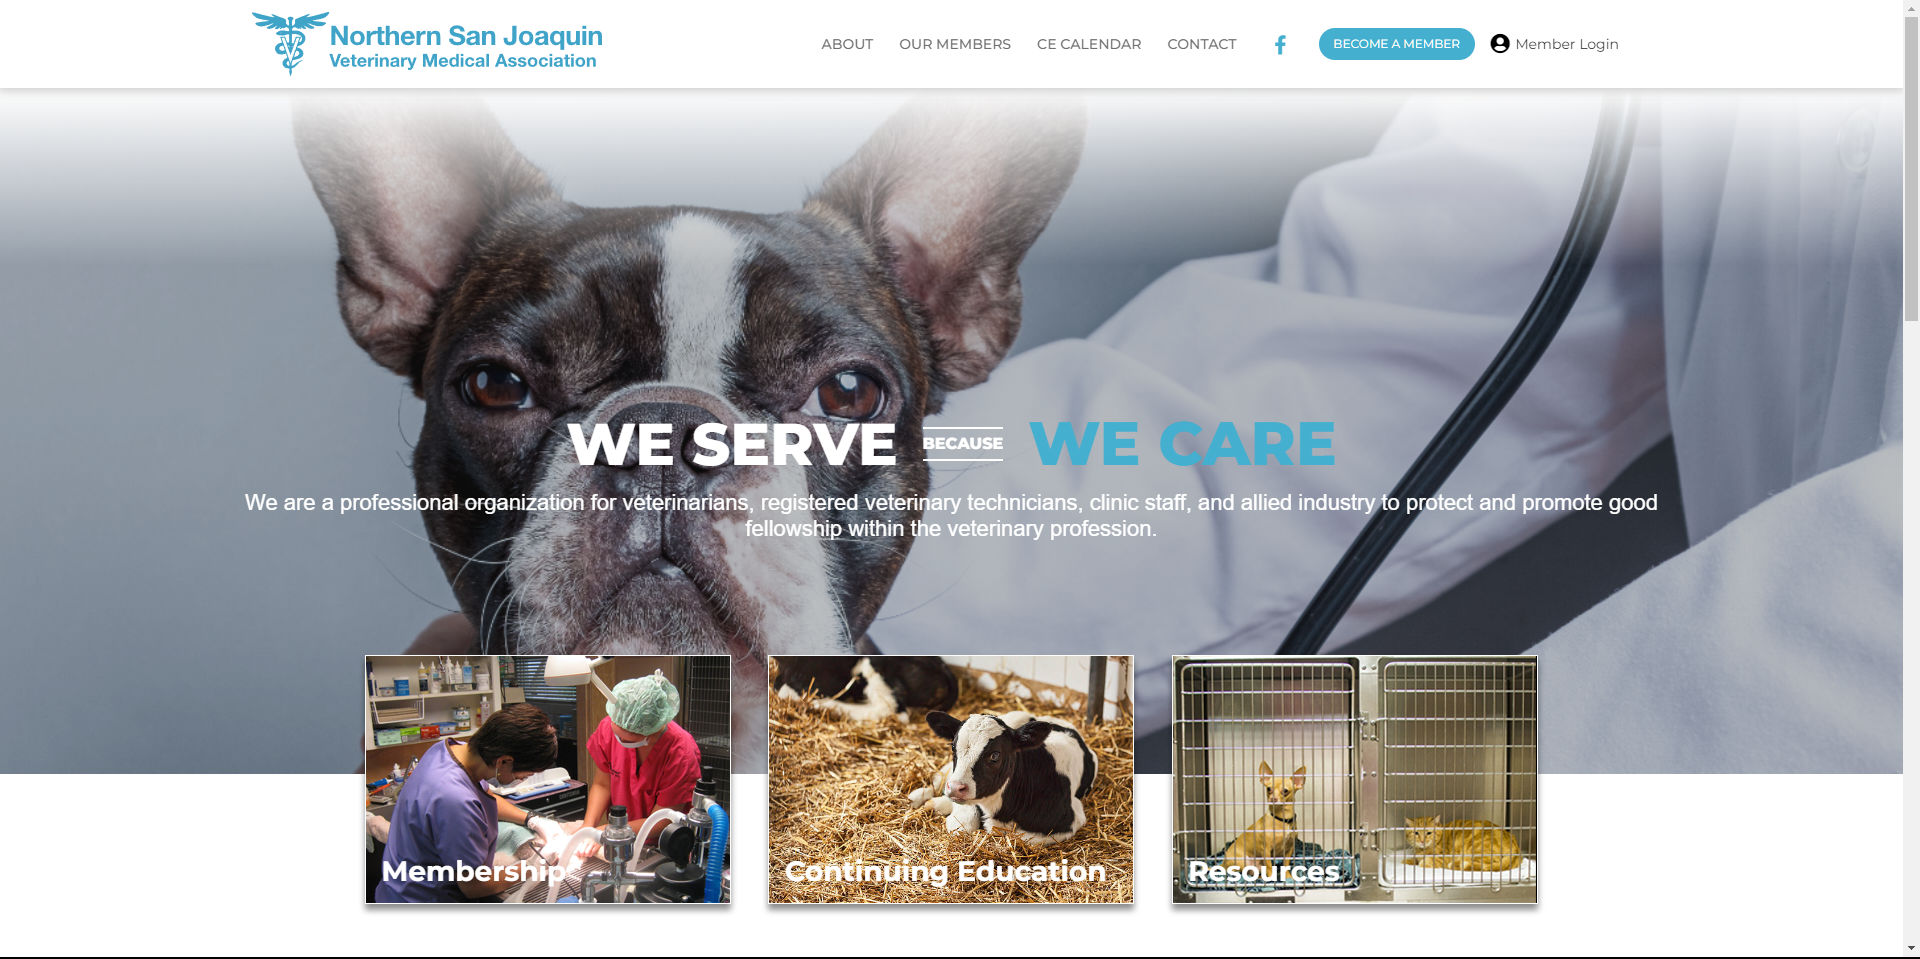 Northern San Joaquin
Veterinary Medical Association
ABOUT
OUR MEMBERS
CE CALENDAR
CONTACT
BECOME A MEMBER
Member Login
WE SERVE BECAUSE WE CARE
We are a professional organization for veterinarians, registered veterinary technicians, clinic staff, and allied industry to protect and promote good
fellowship within the veterinary profession.
Membership
Continuing Education
Resources